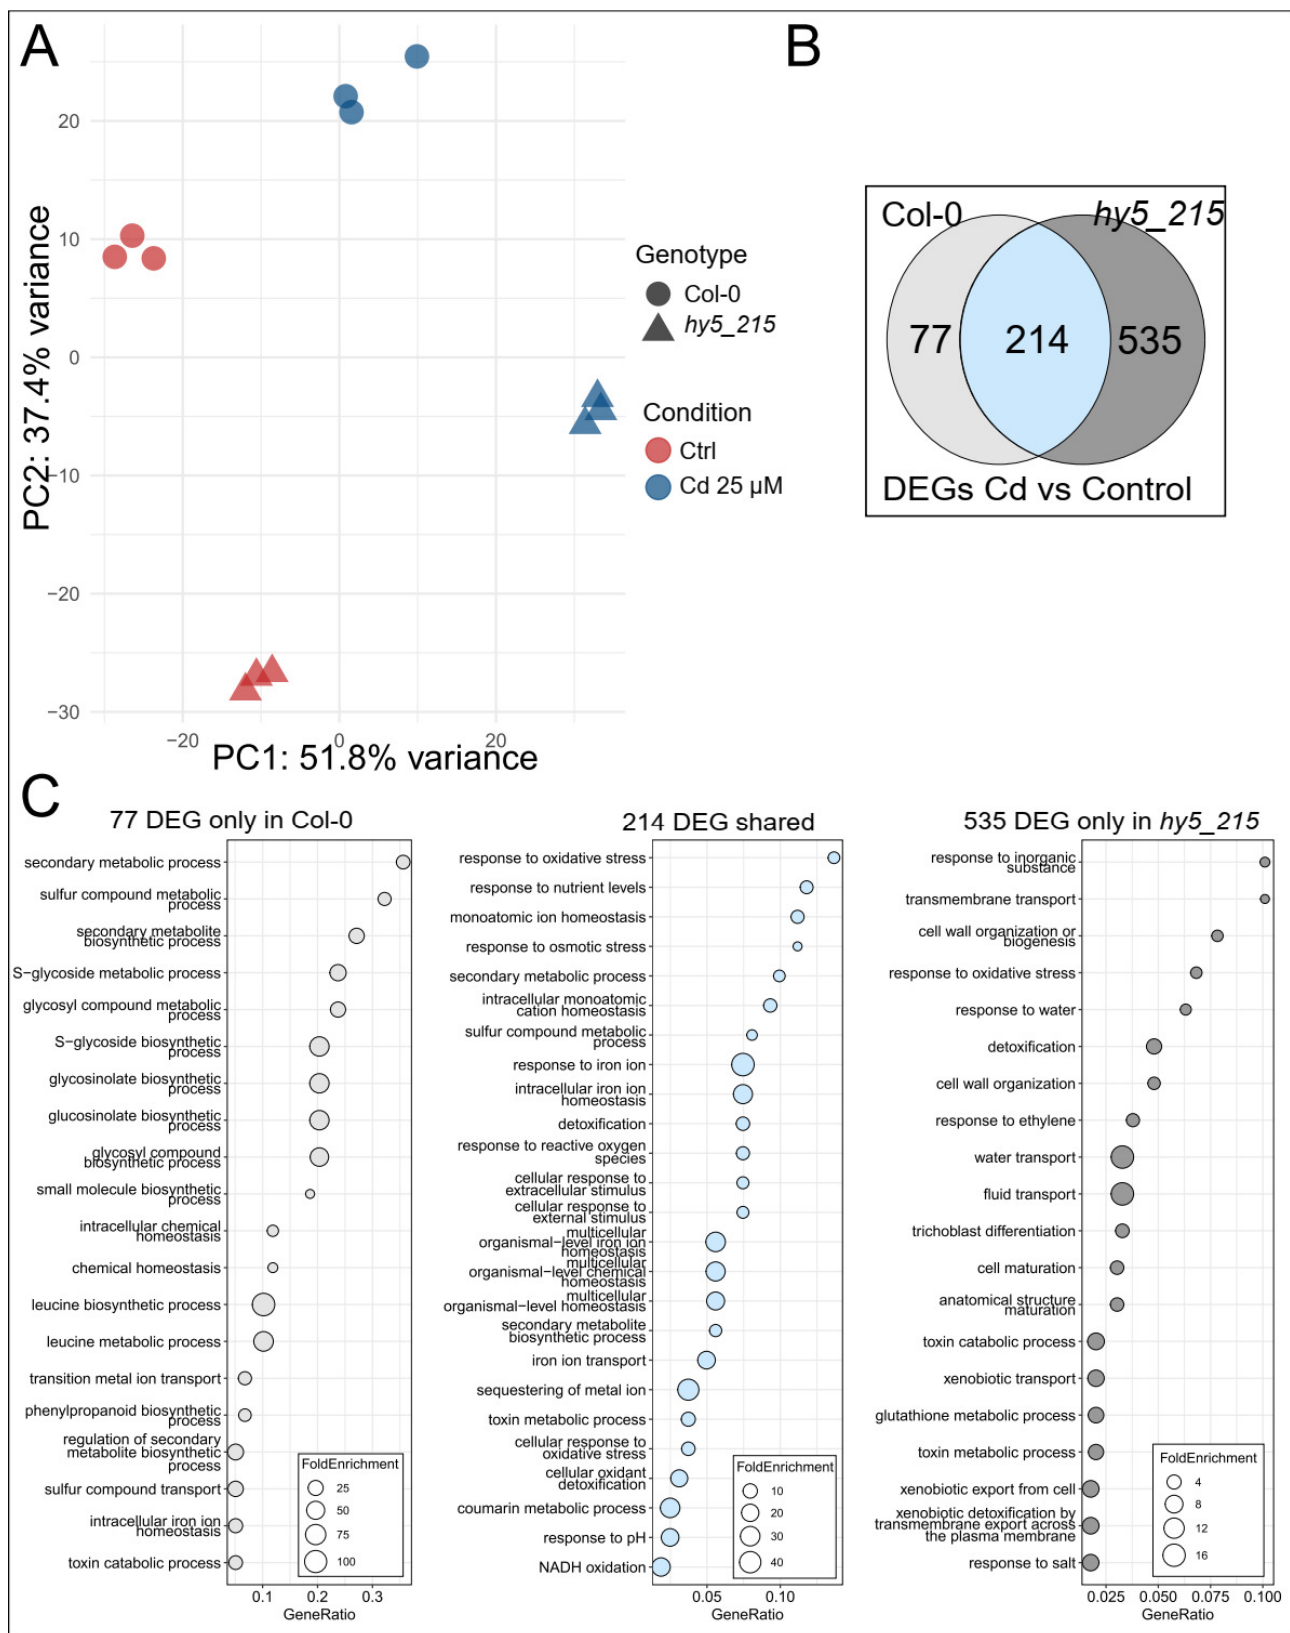 A
B
PC2: 37.4% variance
20
10
0
−10
−20
−30
−20
0
20
PC1: 51.8% variance
Genotype
Col-0
hy5_215
Condition
Ctrl
Cd 25 µM
Col-0
hy5_215
77
214
535
DEGs Cd vs Control
C
77 DEG only in Col-0
secondary metabolic process
sulfur compound metabolic
process
secondary metabolite
biosynthetic process
S−glycoside metabolic process
glycosyl compound metabolic
process
S−glycoside biosynthetic
process
glycosinolate biosynthetic
process
glucosinolate biosynthetic
process
glycosyl compound
biosynthetic process
small molecule biosynthetic
process
intracellular chemical
homeostasis
chemical homeostasis
leucine biosynthetic process
leucine metabolic process
transition metal ion transport
phenylpropanoid biosynthetic
process
regulation of secondary
metabolite biosynthetic
process
sulfur compound transport
intracellular iron ion
homeostasis
toxin catabolic process
FoldEnrichment
25
50
75
100
0.1
0.2
0.3
GeneRatio
214 DEG shared
response to oxidative stress
response to nutrient levels
monoatomic ion homeostasis
response to osmotic stress
secondary metabolic process
intracellular monoatomic
cation homeostasis
sulfur compound metabolic
process
response to iron ion
intracellular iron ion
homeostasis
detoxification
response to reactive oxygen
species
cellular response to
extracellular stimulus
cellular response to
external stimulus
multicellular
organismal−level iron ion
homeostasis
multicellular
organismal−level chemical
homeostasis
multicellular
organismal−level homeostasis
secondary metabolite
biosynthetic process
iron ion transport
sequestering of metal ion
toxin metabolic process
cellular response to
oxidative stress
cellular oxidant
detoxification
coumarin metabolic process
response to pH
NADH oxidation
FoldEnrichment
10
20
30
40
0.05
0.10
GeneRatio
535 DEG only in hy5_215
response to inorganic
substance
transmembrane transport
cell wall organization or
biogenesis
response to oxidative stress
response to water
detoxification
cell wall organization
response to ethylene
water transport
fluid transport
trichoblast differentiation
cell maturation
anatomical structure
maturation
toxin catabolic process
xenobiotic transport
glutathione metabolic process
toxin metabolic process
xenobiotic export from cell
xenobiotic detoxification by
transmembrane export across
the plasma membrane
response to salt
FoldEnrichment
4
8
12
16
0.025
0.050
0.075
0.100
GeneRatio